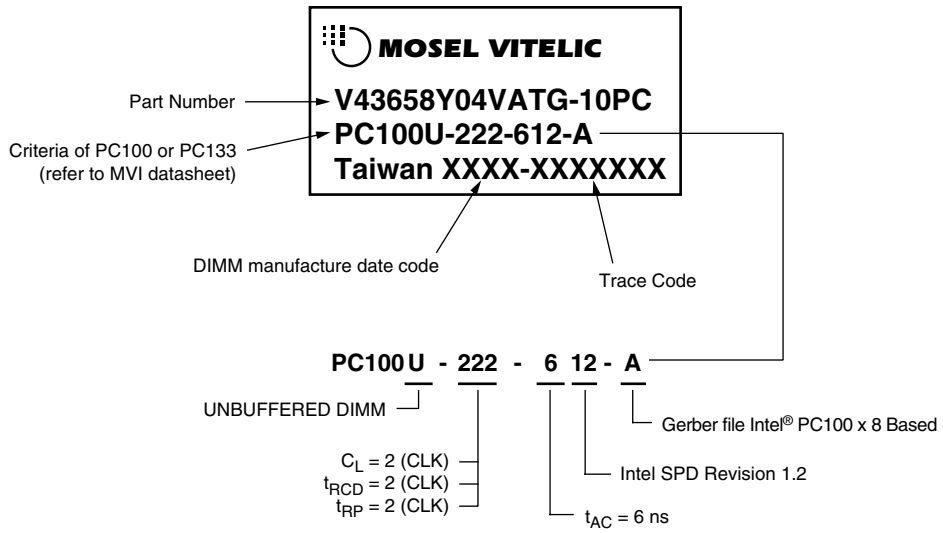 MOSEL VITELIC
Part Number
V43658Y04VATG-10PC
Criteria of PC100 or PC133
(refer to MVI datasheet)
PC100U-222-612-A
Taiwan XXXX-XXXXXXX
DIMM manufacture date code
Trace Code
PC100 U - 222 - 6 12 - A
UNBUFFERED DIMM
Gerber file Intel® PC100 x 8 Based
CL = 2 (CLK)
tRCD = 2 (CLK)
tRP = 2 (CLK)
Intel SPD Revision 1.2
tAC = 6 ns